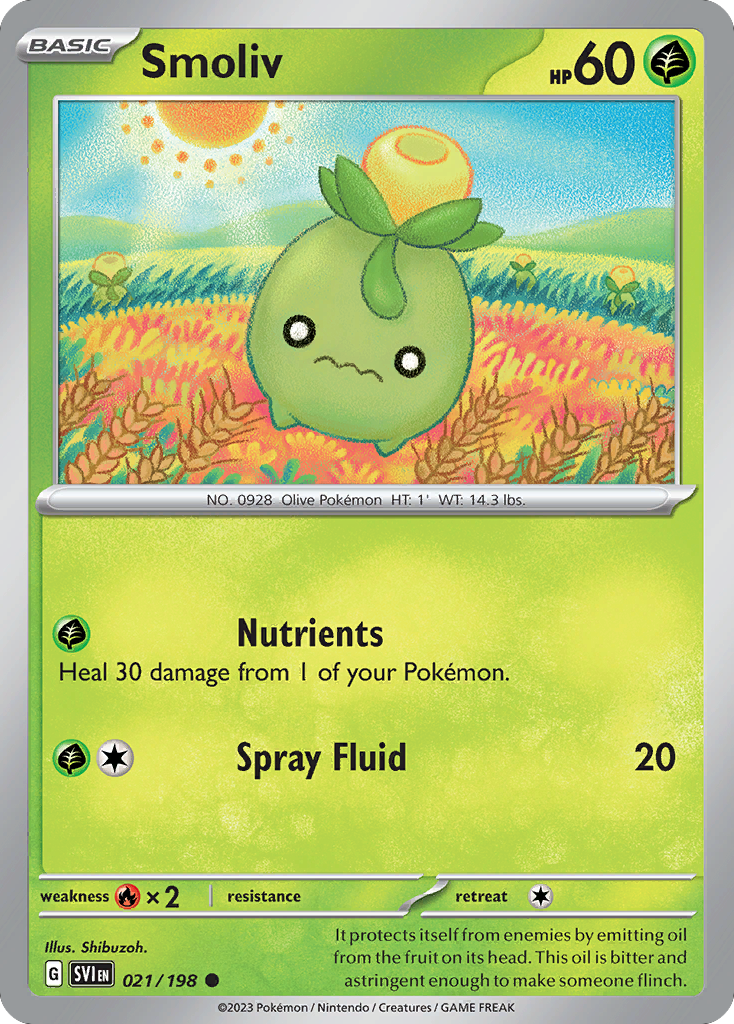 BASIC
Smoliv
HP 60
NO. 0928 Olive Pokémon HT: 1' WT: 14.3 lbs.
Nutrients
Heal 30 damage from 1 of your Pokémon.
Spray Fluid 20
weakness ×2 resistance retreat
Illus. Shibuzoh.
It protects itself from enemies by emitting oil
from the fruit on its head. This oil is bitter and
astringent enough to make someone flinch.
G SVI EN 021/198
©2023 Pokémon / Nintendo / Creatures / GAME FREAK